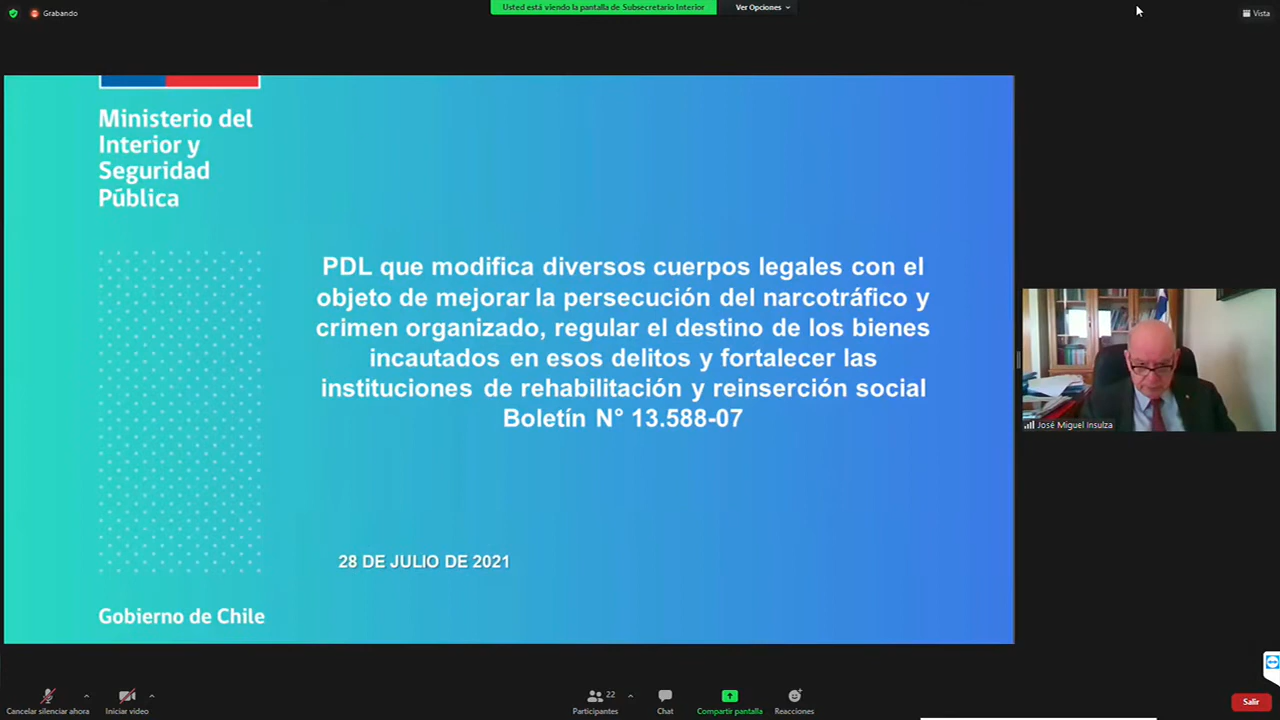 Grabando
Usted está viendo la pantalla de Subsecretario Interior
Ver Opciones
Vista
Ministerio del
Interior y
Seguridad
Pública
PDL que modifica diversos cuerpos legales con el
objeto de mejorar la persecución del narcotráfico y
crimen organizado, regular el destino de los bienes
incautados en esos delitos y fortalecer las
instituciones de rehabilitación y reinserción social
Boletín N° 13.588-07
28 DE JULIO DE 2021
Gobierno de Chile
José Miguel Insulza
Cancelar silenciar ahora
Iniciar video
22
Participantes
Chat
Compartir pantalla
Reacciones
Salir